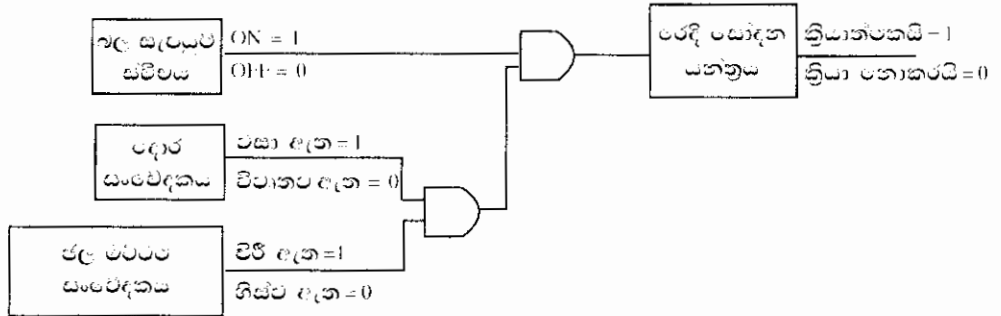 බල සැපයුම්
ස්විචය
ON = 1
OFF = 0
රෙදි සෝදන
යන්ත්‍රය
ක්‍රියාත්මකයි = 1
ක්‍රියා නොකරයි = 0
දොර
සංවේදකය
වසා ඇත = 1
විවෘතව ඇත = 0
ජල මට්ටම්
සංවේදකය
පිරී ඇත =1
හිස්ව ඇත = 0